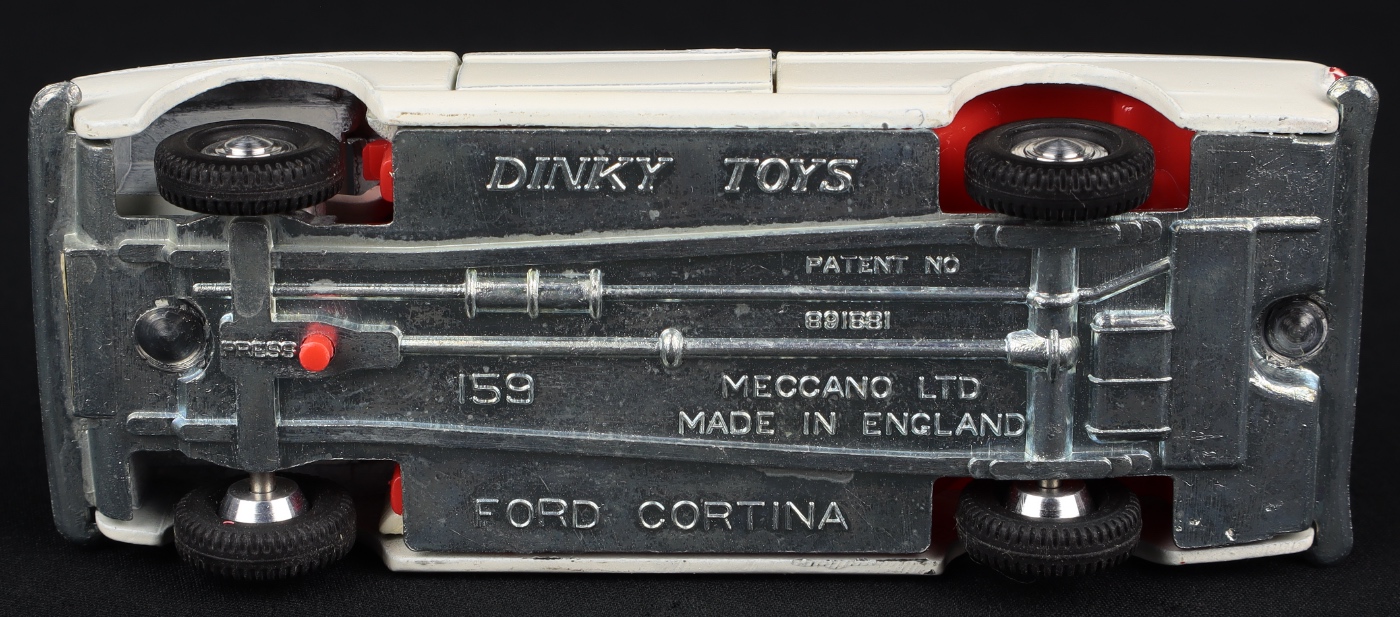 DINKY TOYS
PATENT NO
891881
PRESS
159
MECCANO LTD
MADE IN ENGLAND
FORD CORTINA